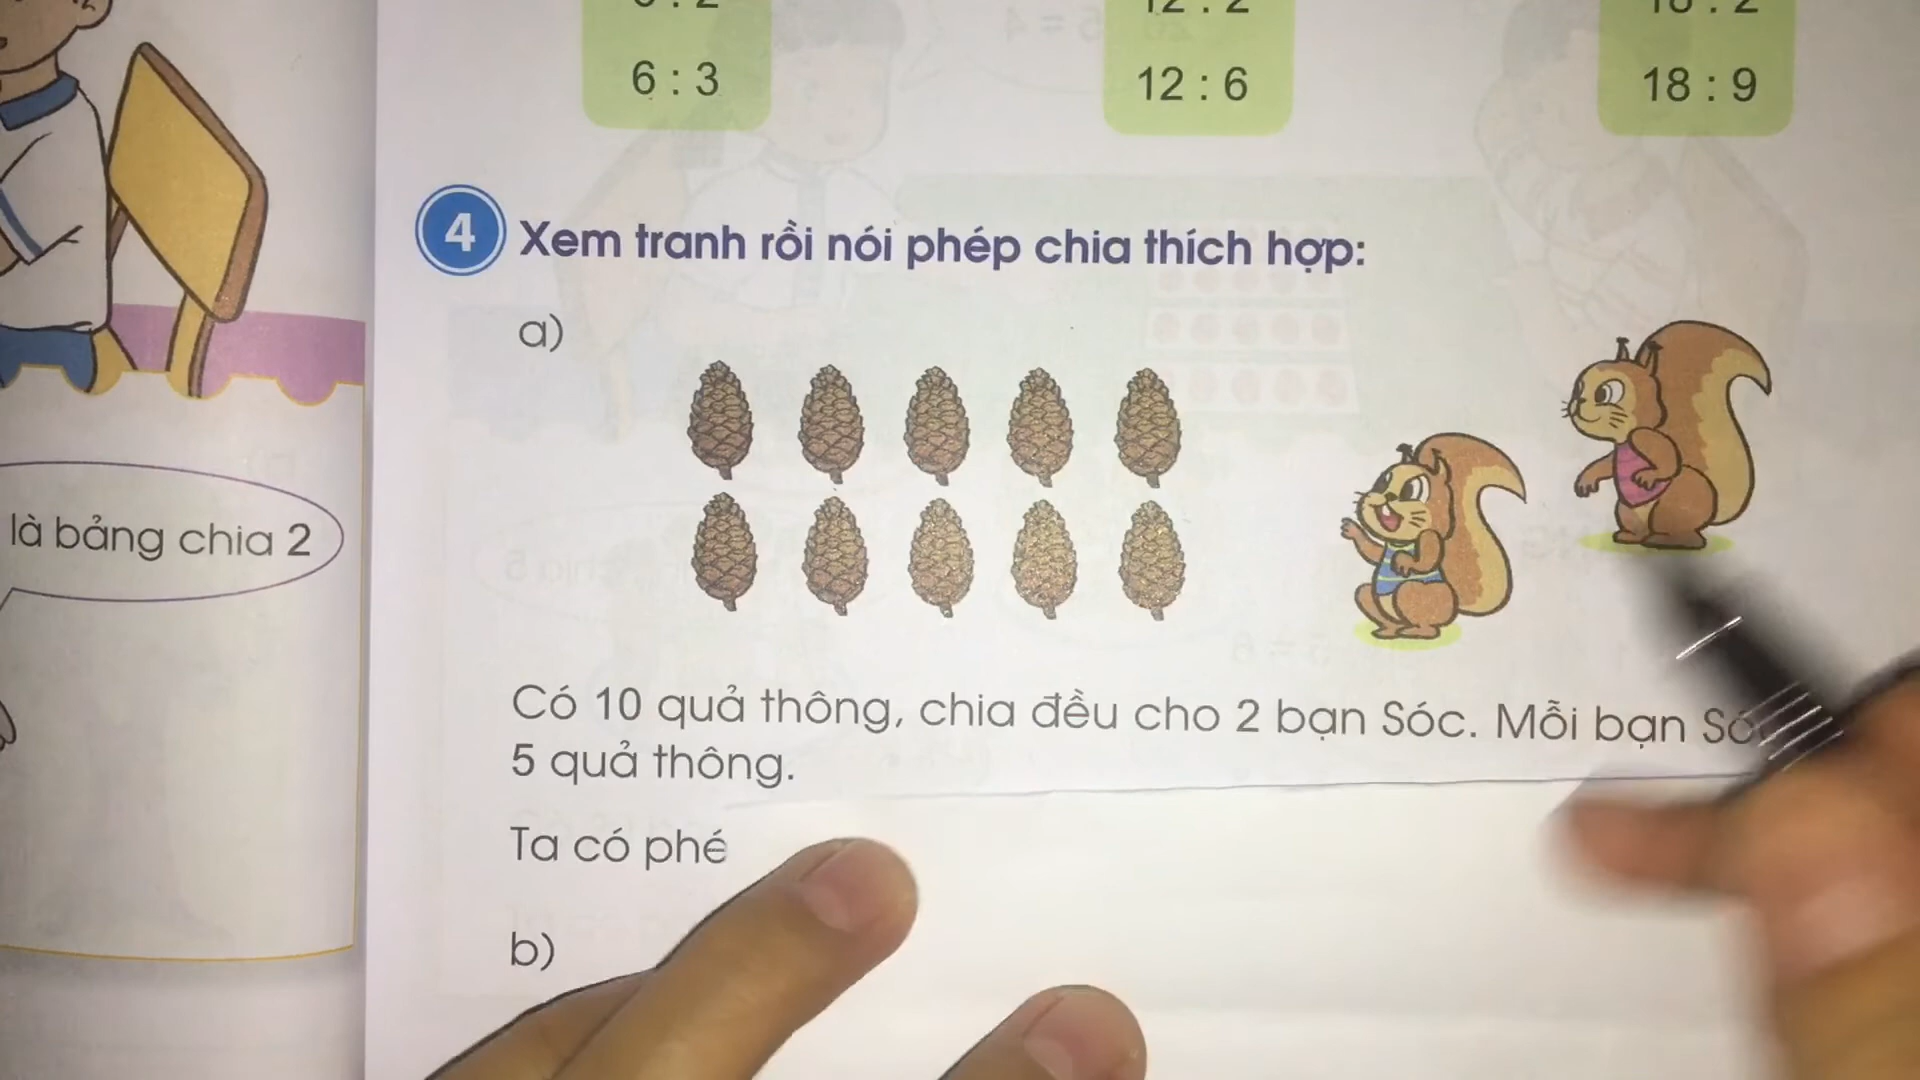 6 : 3
12 : 6
18 : 9
4 Xem tranh rồi nói phép chia thích hợp:
a)
là bảng chia 2
Có 10 quả thông, chia đều cho 2 bạn Sóc. Mỗi bạn
5 quả thông.
Ta có
b)